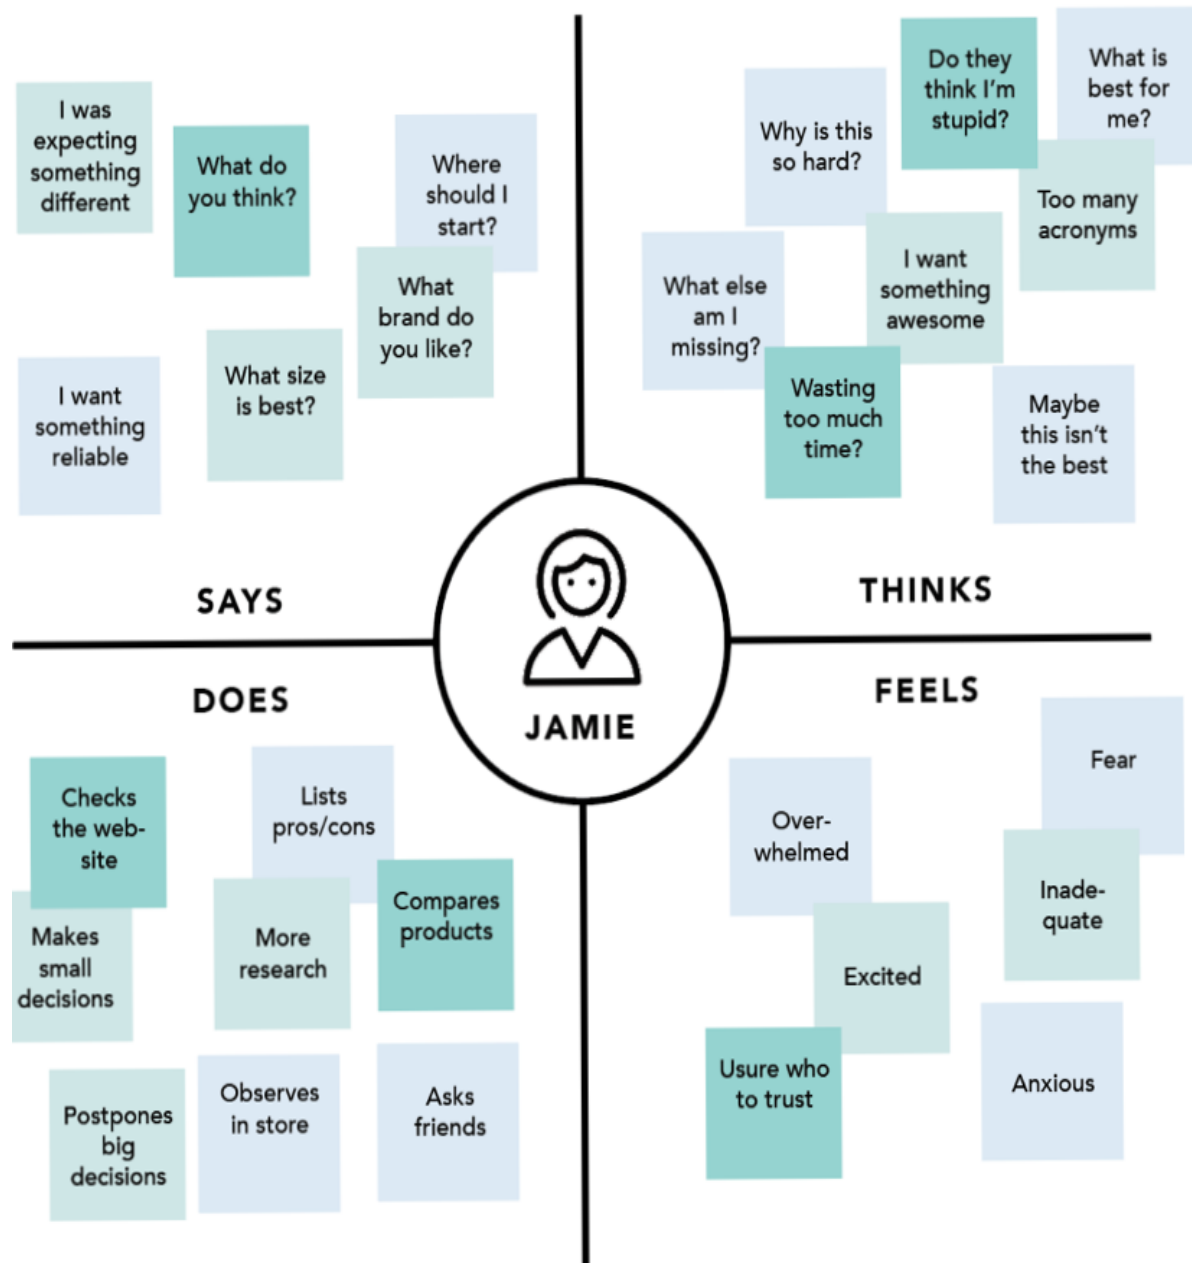 I was
expecting
something
different
What do
you think?
Where
should I
start?
What
brand do
you like?
What size
is best?
I want
something
reliable
SAYS
Do they
think I'm
stupid?
What is
best for
me?
Why is this
so hard?
Too many
acronyms
I want
something
awesome
What else
am I
missing?
Wasting
too much
time?
Maybe
this isn't
the best
THINKS
JAMIE
DOES
Checks
the web-
site
Lists
pros/cons
Compares
products
Makes
small
decisions
More
research
Postpones
big
decisions
Observes
in store
Asks
friends
FEELS
Fear
Over-
whelmed
Inade-
quate
Excited
Usure who
to trust
Anxious